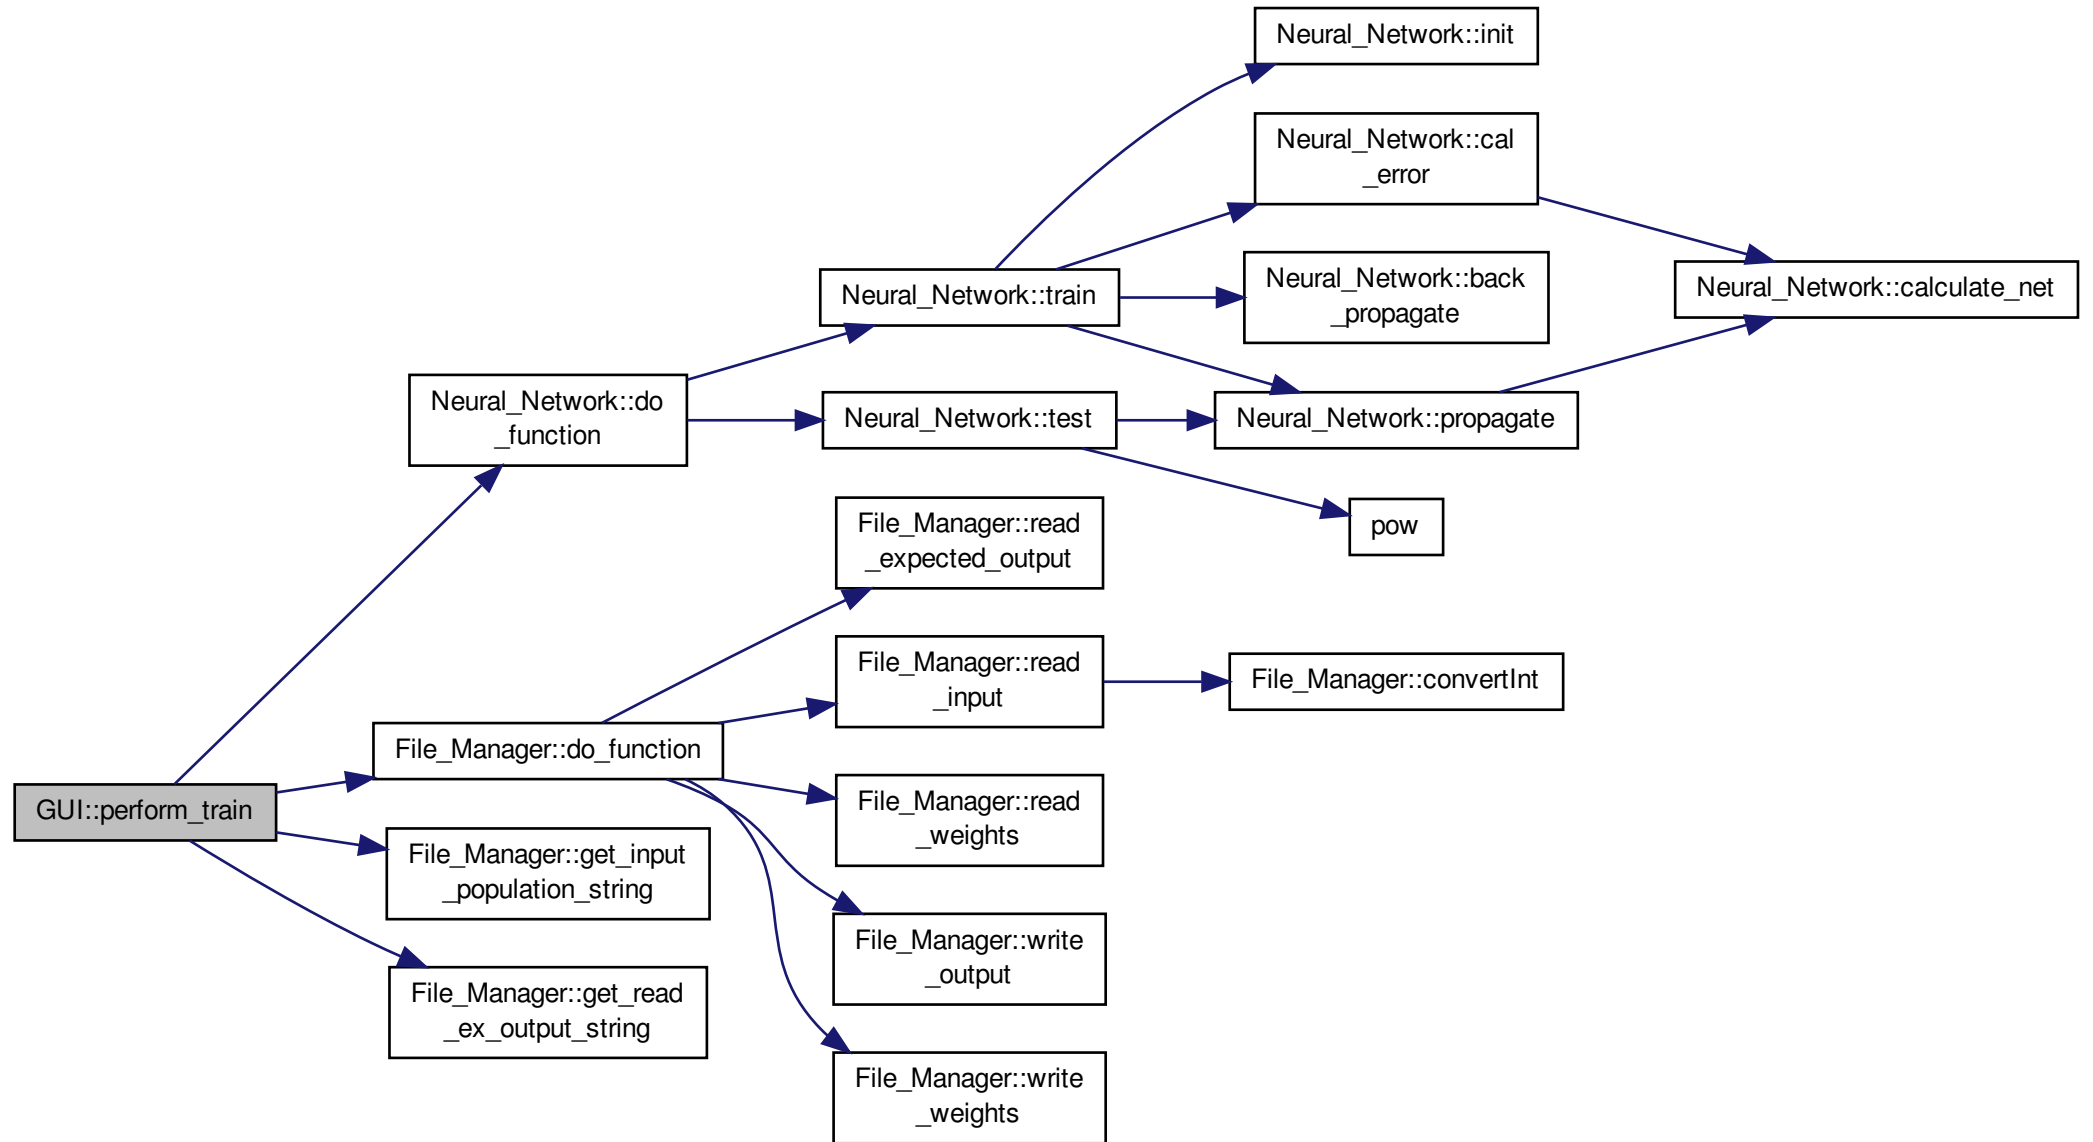 Neural_Network::init
Neural_Network::cal
_error
Neural_Network::back
_propagate
Neural_Network::train
Neural_Network::calculate_net
Neural_Network::do
_function
Neural_Network::test
Neural_Network::propagate
pow
File_Manager::read
_expected_output
File_Manager::read
_input
File_Manager::convertInt
File_Manager::do_function
GUI::perform_train
File_Manager::read
_weights
File_Manager::get_input
_population_string
File_Manager::write
_output
File_Manager::get_read
_ex_output_string
File_Manager::write
_weights